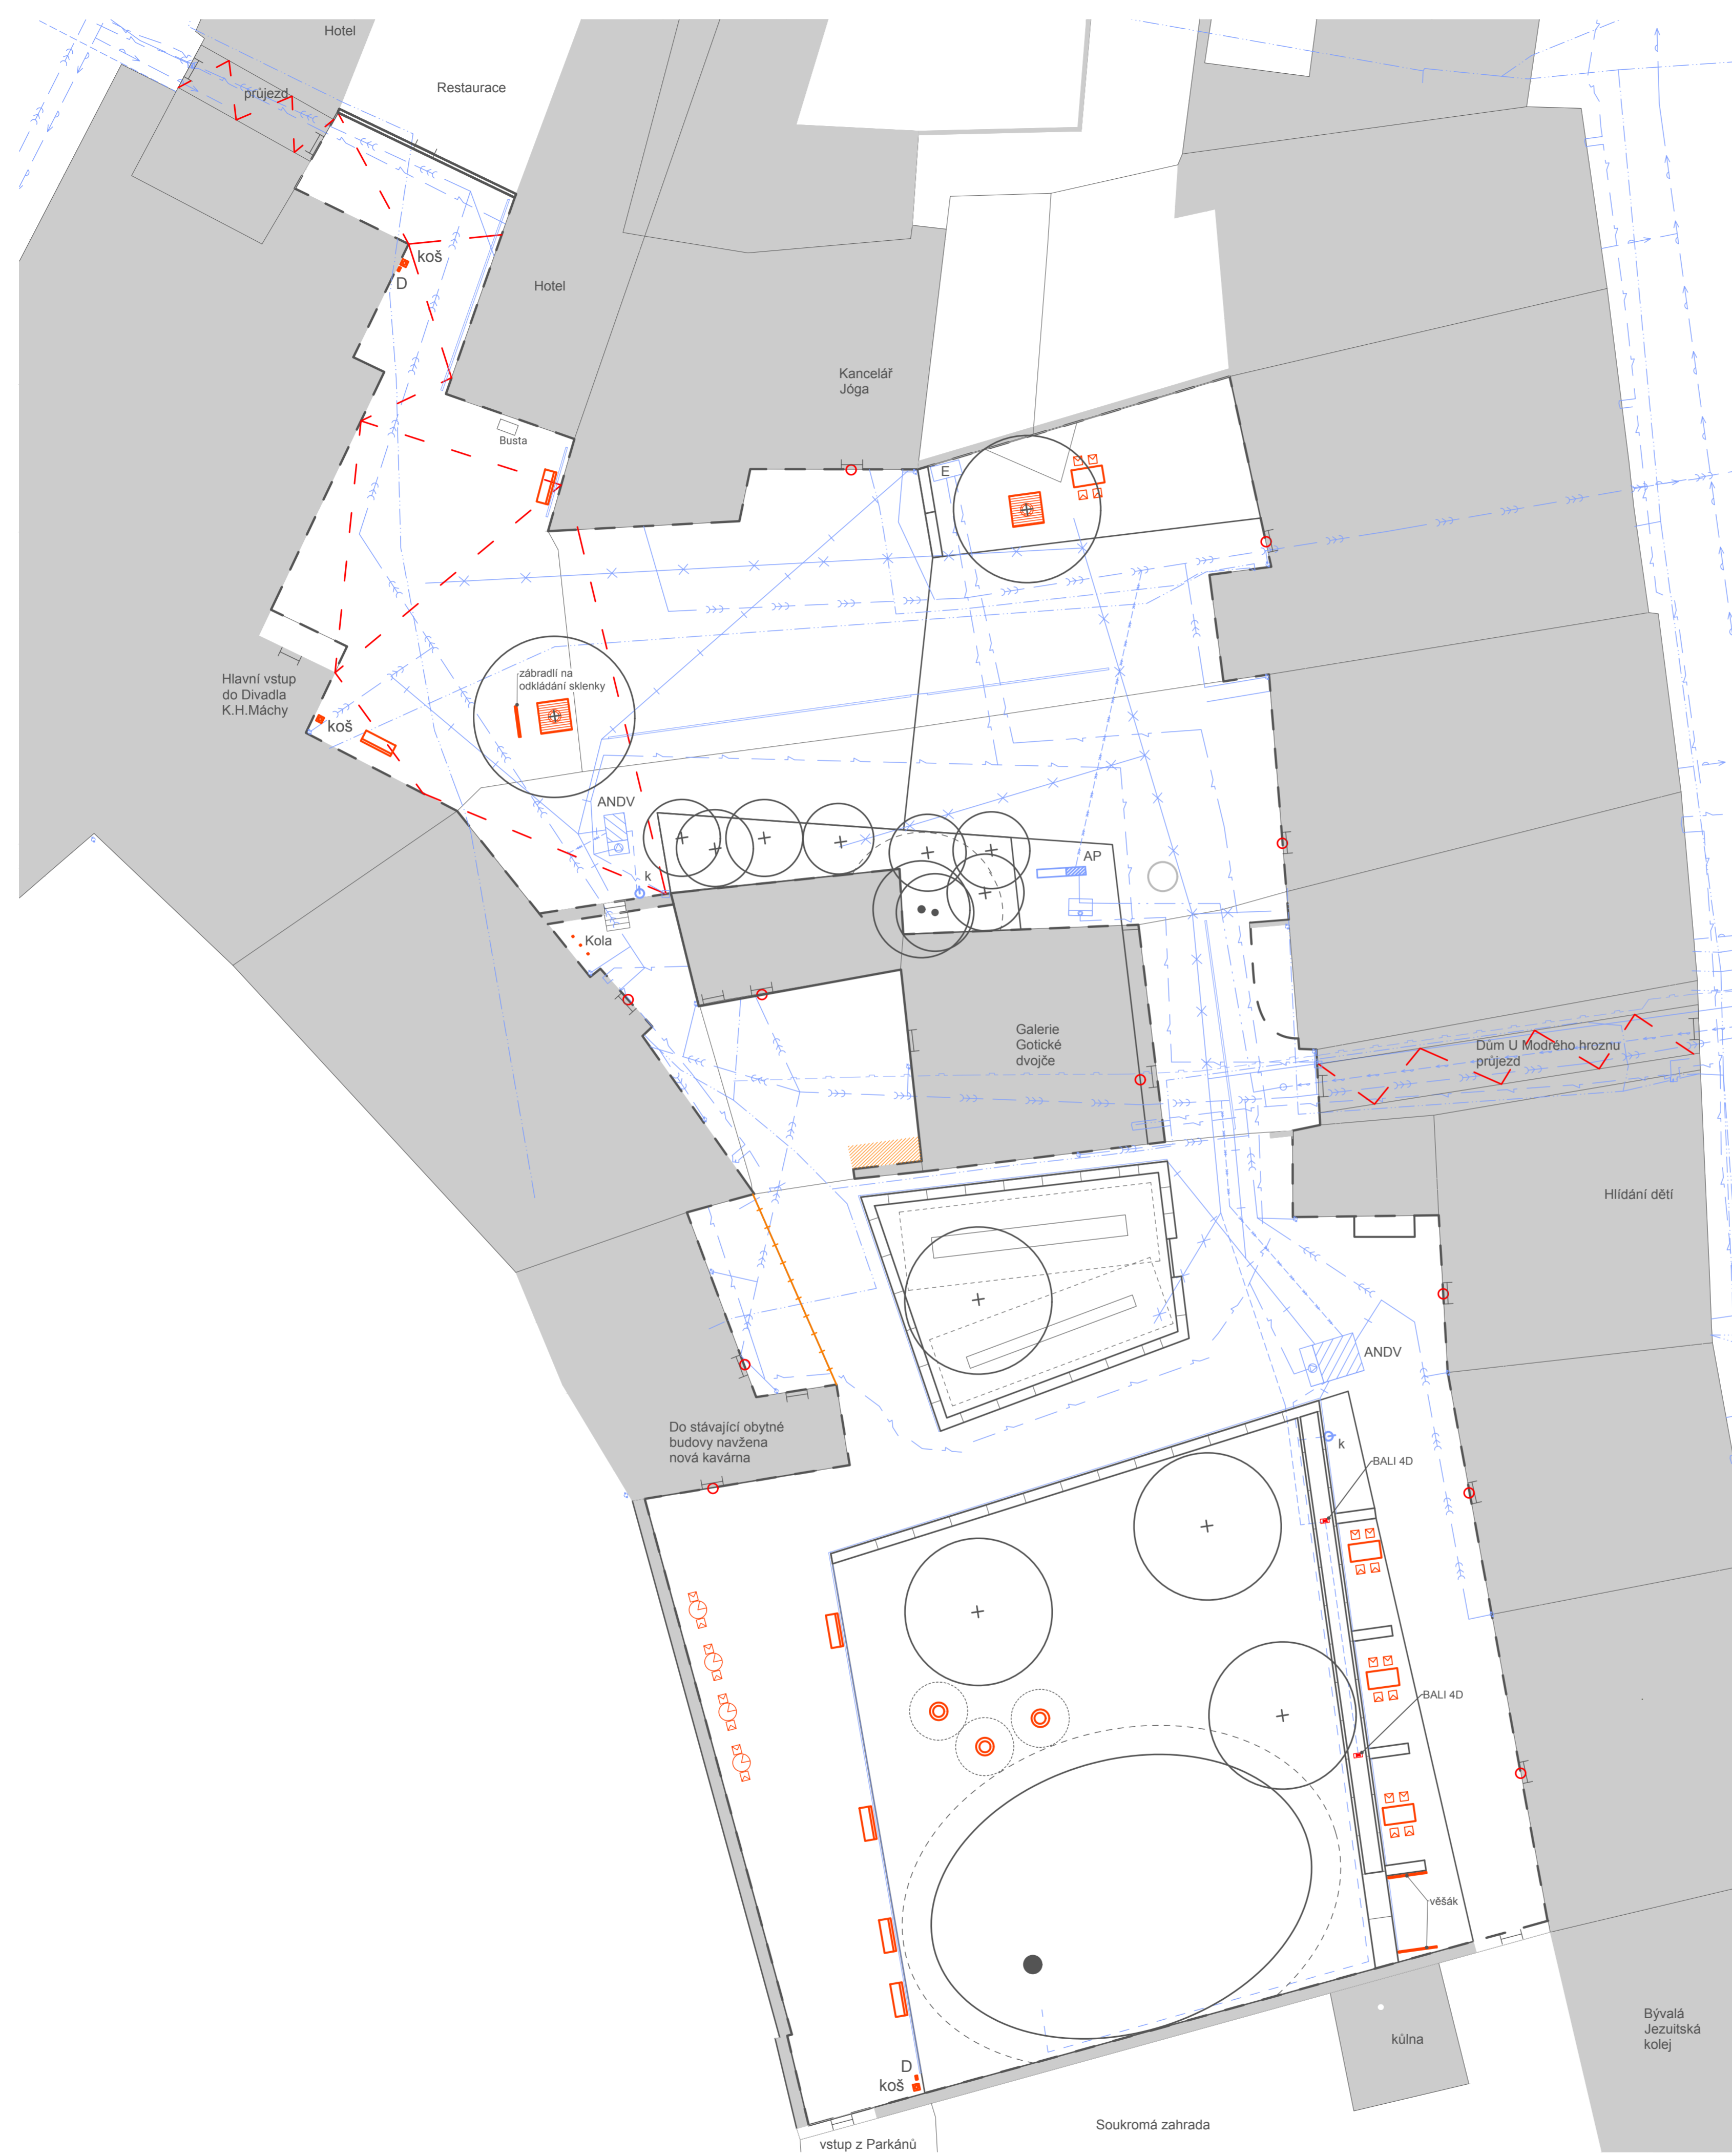 Hotel
Restaurace
průjezd
koš
D
Hotel
Kancelář
Jóga
Busta
E
zábradlí na
odkládání sklenky
Hlavní vstup
do Divadla
K.H.Máchy
koš
ANDV
AP
k
Kola
Galerie
Gotické
dvojče
Dům U Modrého hroznu
průjezd
Hlídání dětí
ANDV
Do stávající obytné
budovy navžena
nová kavárna
k
BALI 4D
BALI 4D
věšák
Bývalá
Jezuitská
kolej
kůlna
D
koš
Soukromá zahrada
vstup z Parkánů